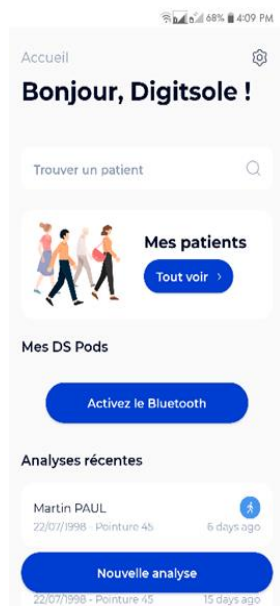 68% 4:09 PM
Accueil
Bonjour, Digitsole !
Trouver un patient
Mes patients
Tout voir
Mes DS Pods
Activez le Bluetooth
Analyses récentes
Martin PAUL
22/07/1998 - Pointure 45 6 days ago
Nouvelle analyse
22/07/1998 - Pointure 45 15 days ago